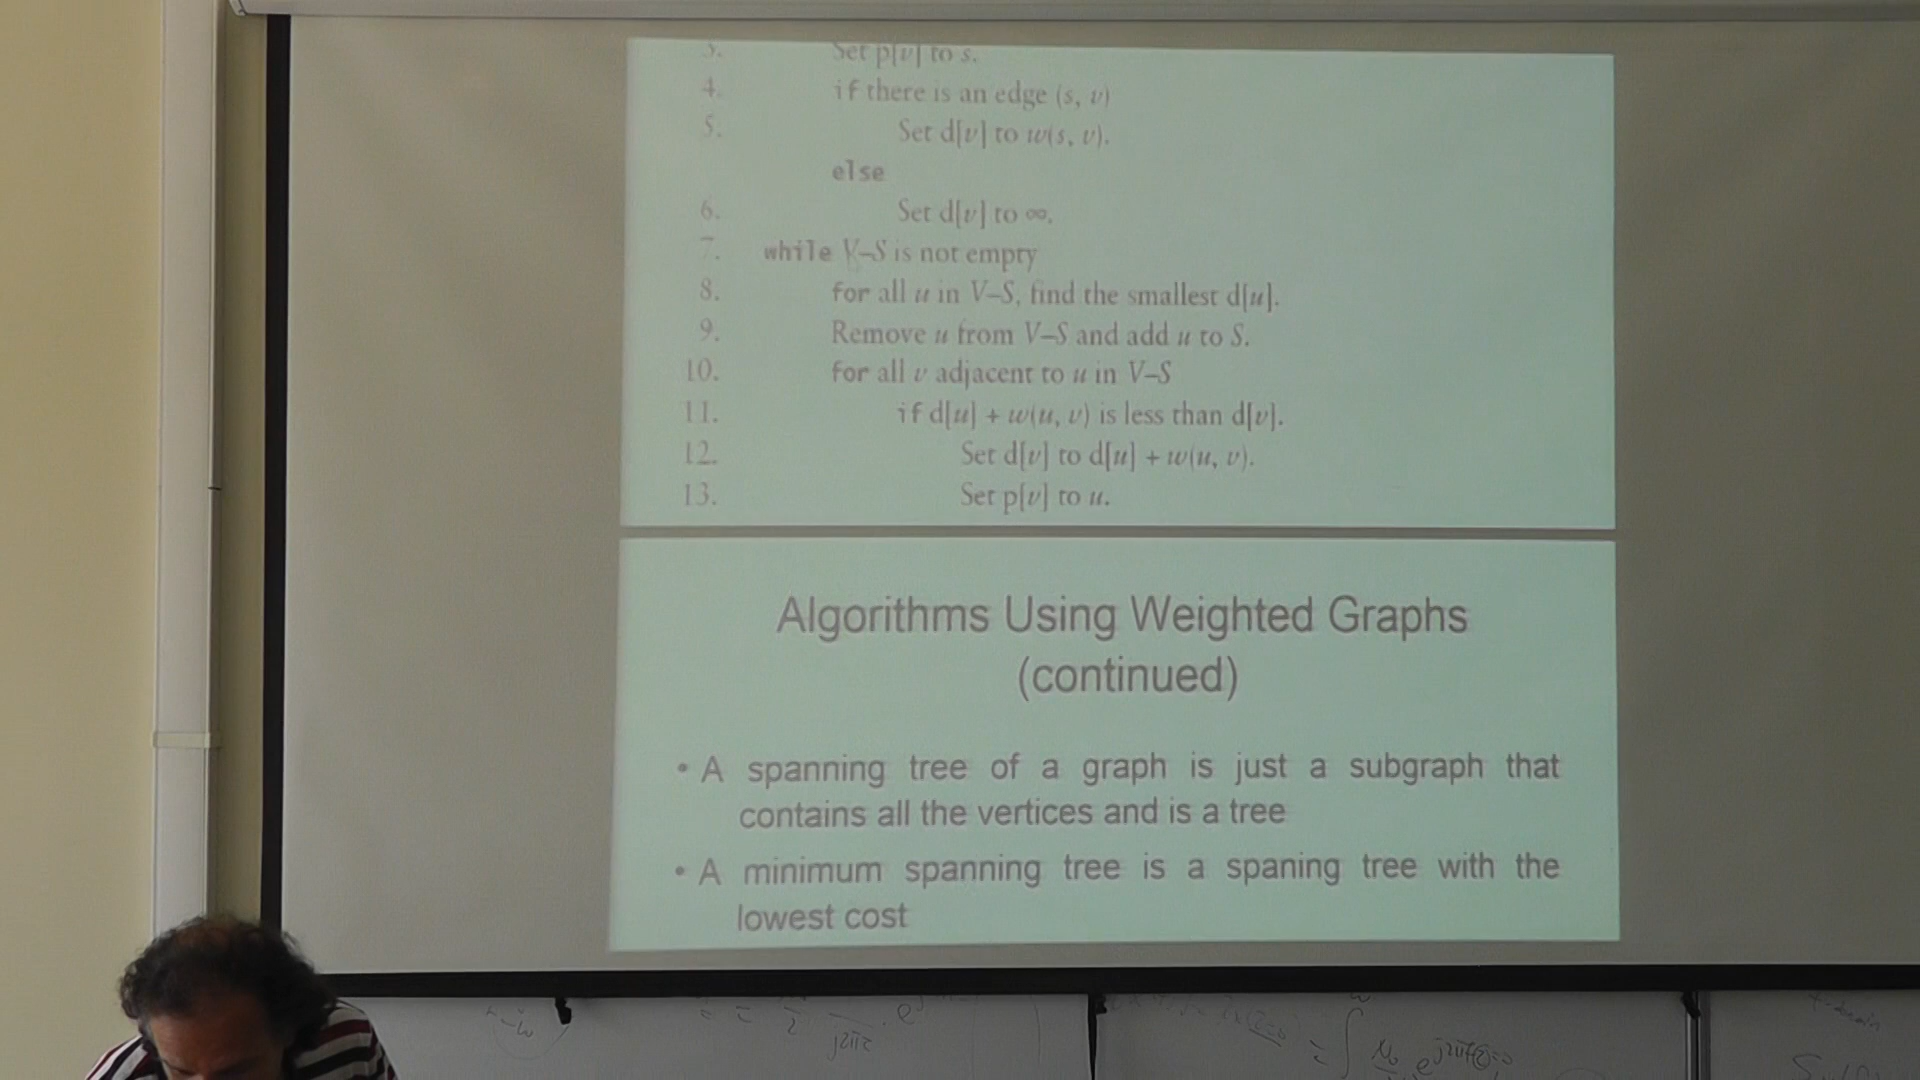 3. Set p[v] to s.
4. if there is an edge (s, v)
5. Set d[v] to w(s, v).
else
6. Set d[v] to ∞.
7. while V–S is not empty
8. for all u in V–S, find the smallest d[u].
9. Remove u from V–S and add u to S.
10. for all v adjacent to u in V–S
11. if d[u] + w(u, v) is less than d[v].
12. Set d[v] to d[u] + w(u, v).
13. Set p[v] to u.
Algorithms Using Weighted Graphs
(continued)
• A spanning tree of a graph is just a subgraph that
contains all the vertices and is a tree
• A minimum spanning tree is a spaning tree with the
lowest cost